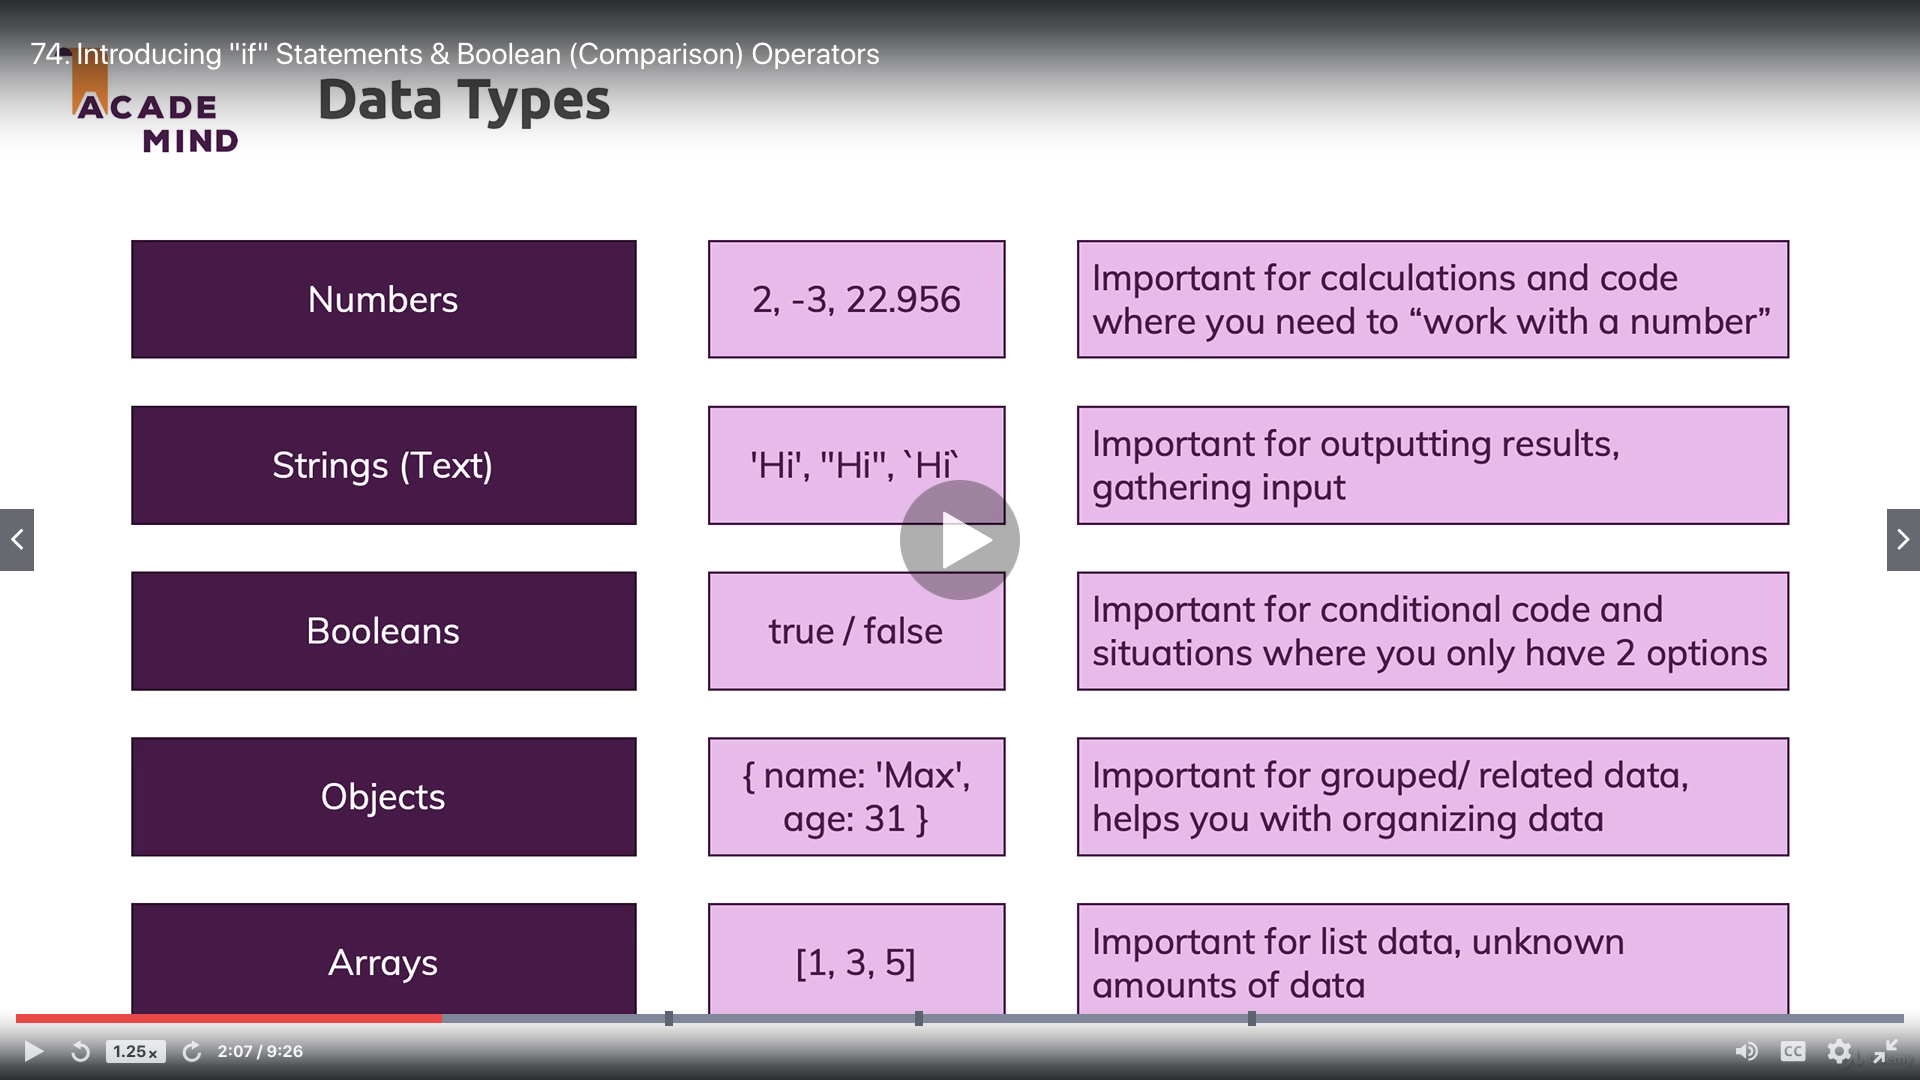 74. Introducing "if" Statements & Boolean (Comparison) Operators
ACADE
MIND
Data Types
Numbers
2, -3, 22.956
Important for calculations and code
where you need to “work with a number”
Strings (Text)
'Hi', "Hi", `Hi`
Important for outputting results,
gathering input
Booleans
true / false
Important for conditional code and
situations where you only have 2 options
Objects
{ name: 'Max',
age: 31 }
Important for grouped/ related data,
helps you with organizing data
Arrays
[1, 3, 5]
Important for list data, unknown
amounts of data
1.25x
2:07 / 9:26
CC